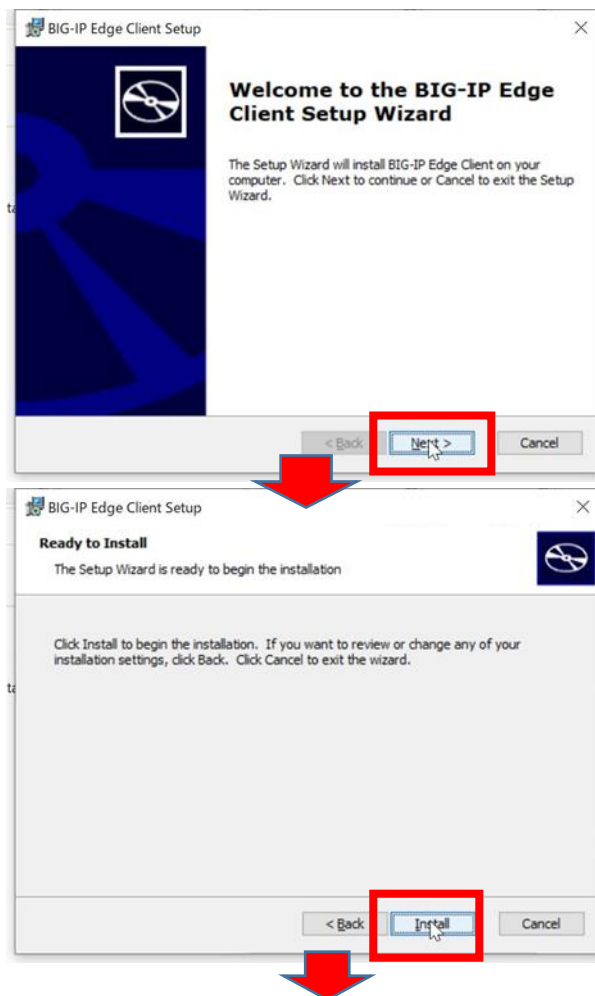 BIG-IP Edge Client Setup
Welcome to the BIG-IP Edge
Client Setup Wizard
The Setup Wizard will install BIG-IP Edge Client on your
computer. Click Next to continue or Cancel to exit the Setup
Wizard.
ta
< Back Next > Cancel
BIG-IP Edge Client Setup
Ready to Install
The Setup Wizard is ready to begin the installation
Click Install to begin the installation. If you want to review or change any of your
installation settings, click Back. Click Cancel to exit the wizard.
ta
< Back Install Cancel